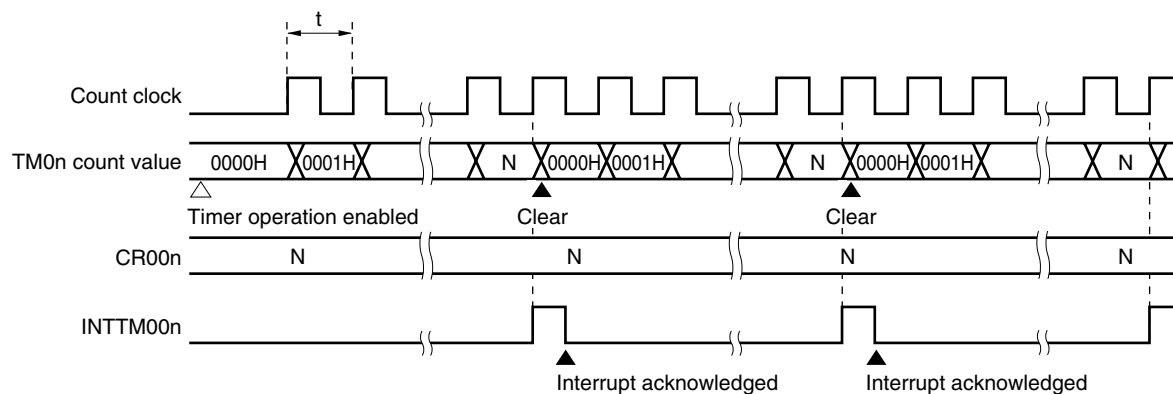 t
Count clock
TM0n count value 0000H 0001H N 0000H 0001H N 0000H 0001H N
Timer operation enabled Clear Clear
CR00n N N N N
INTTM00n
Interrupt acknowledged Interrupt acknowledged